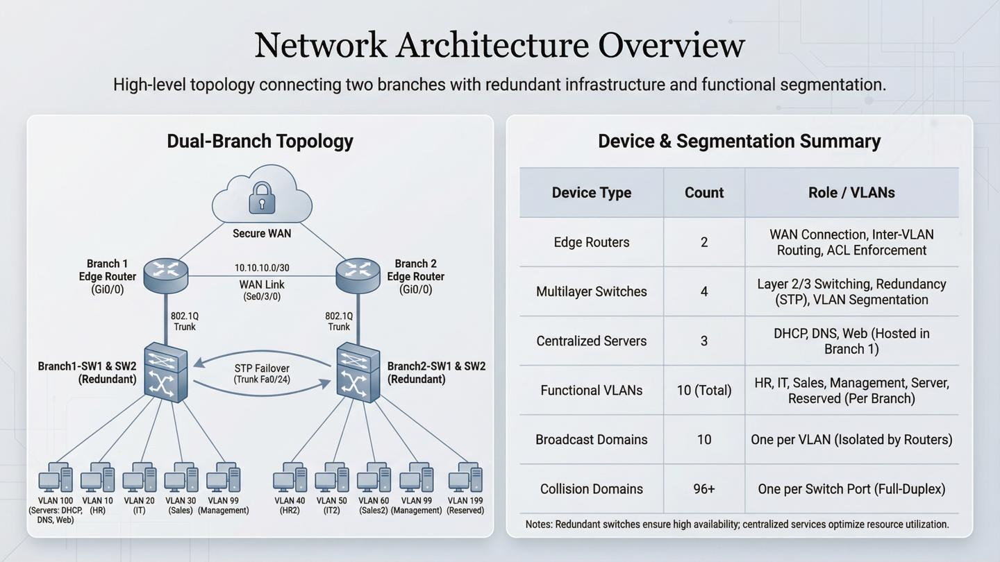 Network Architecture Overview
High-level topology connecting two branches with redundant infrastructure and functional segmentation.
Dual-Branch Topology
Secure WAN
Branch 1
Edge Router
(Gi0/0)
10.10.10.0/30
WAN Link
(Se0/3/0)
Branch 2
Edge Router
(Gi0/0)
802.1Q
Trunk
802.1Q
Trunk
Branch1-SW1 & SW2
(Redundant)
STP Failover
(Trunk Fa0/24)
Branch2-SW1 & SW2
(Redundant)
VLAN 100
(Servers: DHCP,
DNS, Web)
VLAN 10
(HR)
VLAN 20
(IT)
VLAN 30
(Sales)
VLAN 99
(Management)
VLAN 40
(HR2)
VLAN 50
(IT2)
VLAN 60
(Sales2)
VLAN 99
(Management)
VLAN 199
(Reserved)
Device & Segmentation Summary
Device Type Count Role / VLANs
Edge Routers 2 WAN Connection, Inter-VLAN
Routing, ACL Enforcement
Multilayer Switches 4 Layer 2/3 Switching, Redundancy
(STP), VLAN Segmentation
Centralized Servers 3 DHCP, DNS, Web (Hosted in
Branch 1)
Functional VLANs 10 (Total) HR, IT, Sales, Management, Server,
Reserved (Per Branch)
Broadcast Domains 10 One per VLAN (Isolated by Routers)
Collision Domains 96+ One per Switch Port (Full-Duplex)
Notes: Redundant switches ensure high availability; centralized services optimize resource utilization.